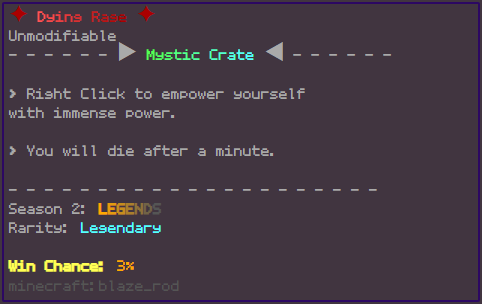 ✦ Dying Rage ✦
Unmodifiable
- - - - - - ▶ Mystic Crate ◀ - - - - - -
> Right Click to empower yourself
with immense power.
> You will die after a minute.
- - - - - - - - - - - - - - - - - - - - - -
Season 2: LEGENDS
Rarity: Legendary
Win Chance: 3%
minecraft:blaze_rod